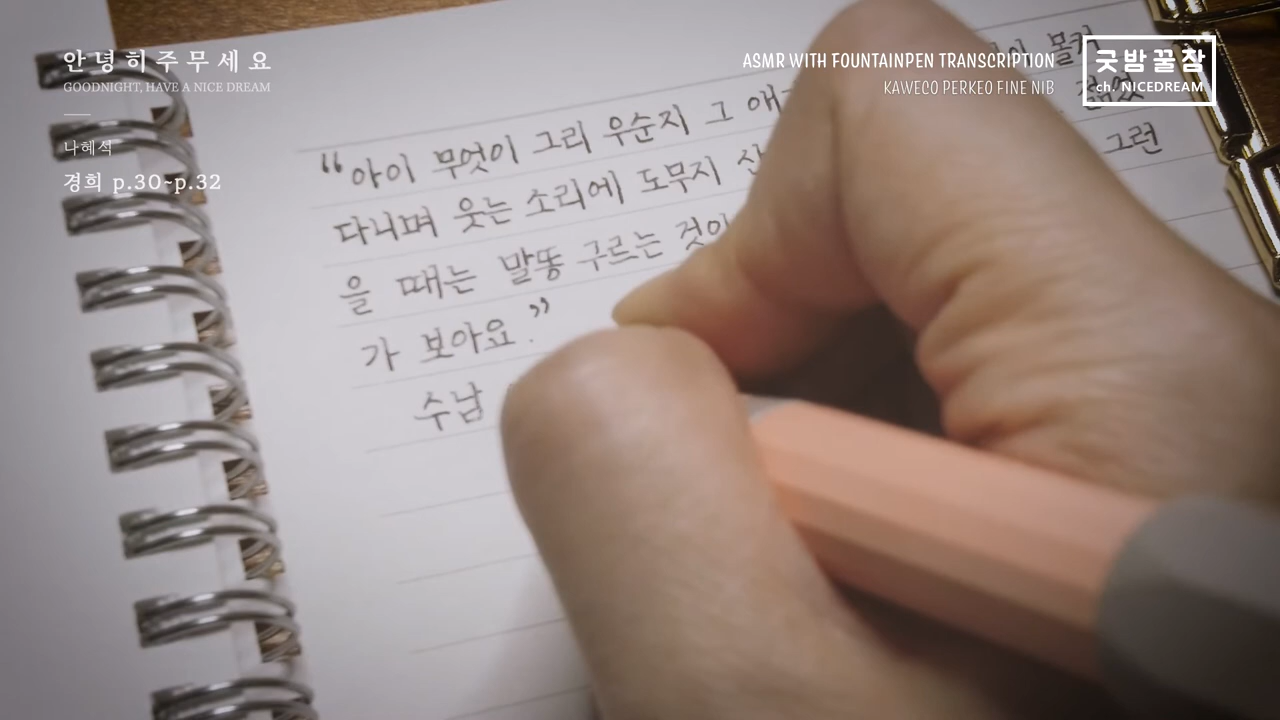 안녕히주무세요
GOODNIGHT, HAVE A NICE DREAM
나혜석
경희 p.30~p.32
ASMR WITH FOUNTAINPEN TRANSCRIPTION
KAWECO PERKEO FINE NIB
굿밤꿀잠
ch. NICEDREAM
“아이 무엇이 그리 우순지 그
다니며 웃는 소리에 도무지
그런
을 때는 발똥 구르는 것이
가 보아요.”
수남